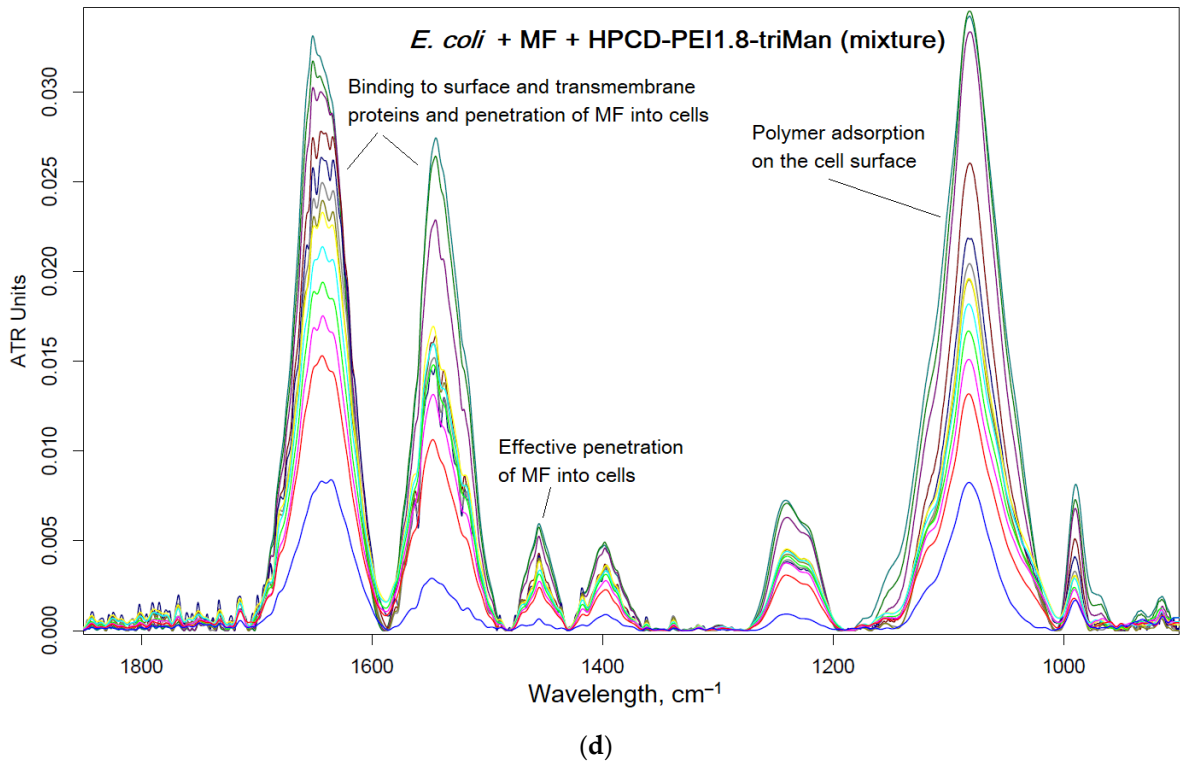 E. coli + MF + HPCD-PEI1.8-triMan (mixture)
Binding to surface and transmembrane
proteins and penetration of MF into cells
Polymer adsorption
on the cell surface
Effective penetration
of MF into cells
ATR Units
0.030
0.025
0.020
0.015
0.010
0.005
0.000
1800
1600
1400
1200
1000
Wavelength, cm⁻¹
(d)